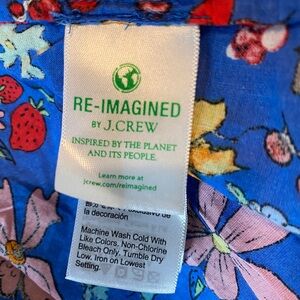 RE-IMAGINED
BY J.CREW
INSPIRED BY THE PLANET
AND ITS PEOPLE.
Learn more at
jcrew.com/reimagined
exclusivo de
la decoración
Machine Wash Cold With
Like Colors, Non-Chlorine
Bleach Only, Tumble Dry
Low, Iron on Lowest
Setting.